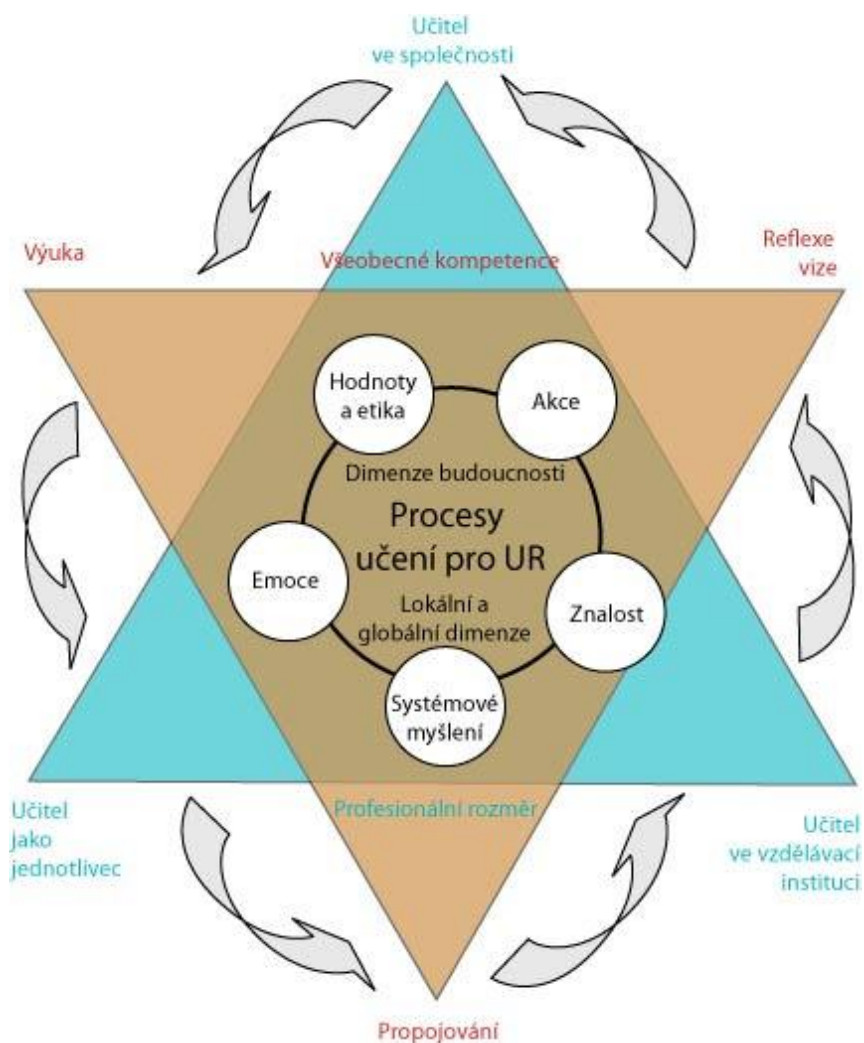 Učitel
ve společnosti
Výuka
Všeobecné kompetence
Reflexe
vize
Hodnoty
a etika
Akce
Dimenze budoucnosti
Procesy
učení pro UR
Emoce
Lokální a
globální dimenze
Znalost
Systémové
myšlení
Učitel
jako
jednotlivec
Profesionální rozměr
Učitel
ve vzdělávací
instituci
Propojování